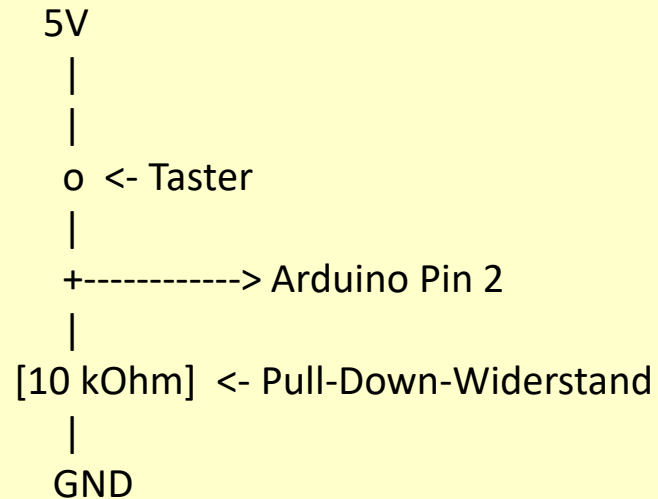 5V
|
|
o <- Taster
|
+------------> Arduino Pin 2
|
[10 kOhm] <- Pull-Down-Widerstand
|
GND